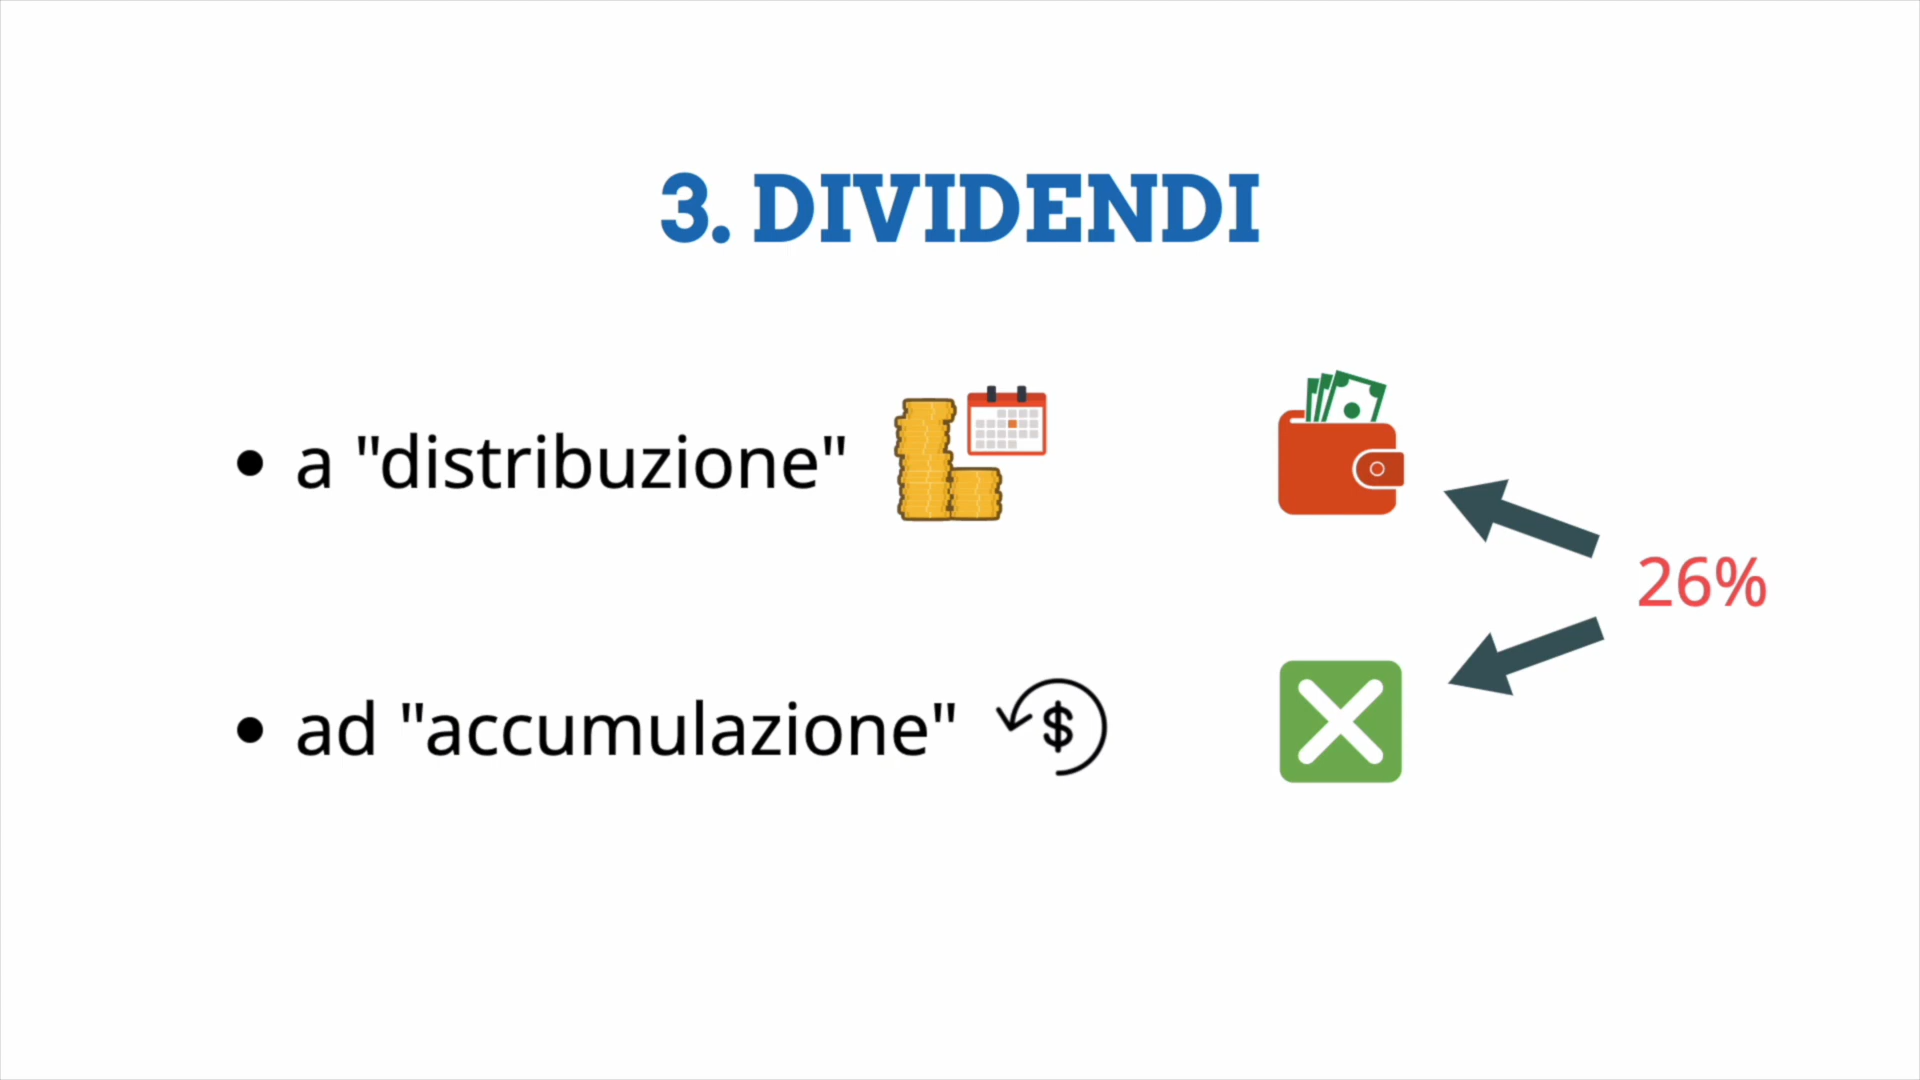 3. DIVIDENDI
• a "distribuzione"
26%
• ad "accumulazione"
$